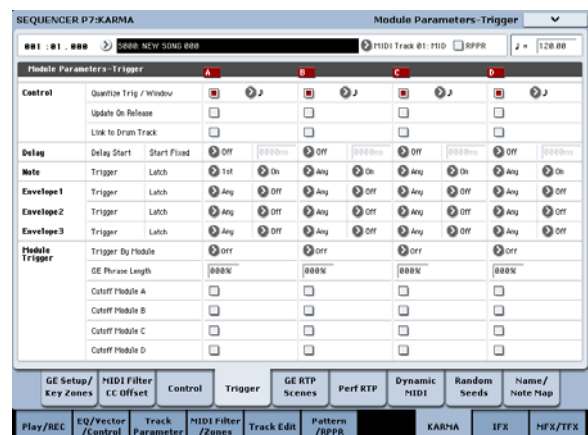 SEQUENCER P7:KARMA Module Parameters-Trigger
001 :01 . 000 5000: NEW SONG 000 MIDI Track 01: MID RPPR ♩ = 120.00
Module Parameters-Trigger A B C D
Control Quantize Trig / Window ♪ ♪ ♪ ♪
Update On Release
Link to Drum Track
Delay Delay Start Start Fixed Off 0000ms Off 0000ms Off 0000ms Off 0000ms
Note Trigger Latch 1st On Any On Any On Any On
Envelope1 Trigger Latch Any Off Any Off Any Off Any Off
Envelope2 Trigger Latch Any Off Any Off Any Off Any Off
Envelope3 Trigger Latch Any Off Any Off Any Off Any Off
Module Trigger Trigger By Module Off Off Off Off
GE Phrase Length 000% 000% 000% 000%
Cutoff Module A
Cutoff Module B
Cutoff Module C
Cutoff Module D
GE Setup/ Key Zones MIDI Filter CC Offset Control Trigger GE RTP Scenes Perf RTP Dynamic MIDI Random Seeds Name/ Note Map
Play/REC EQ/Vector /Control Track Parameter MIDI Filter /Zones Track Edit Pattern /RPPR KARMA IFX MFX/TFX